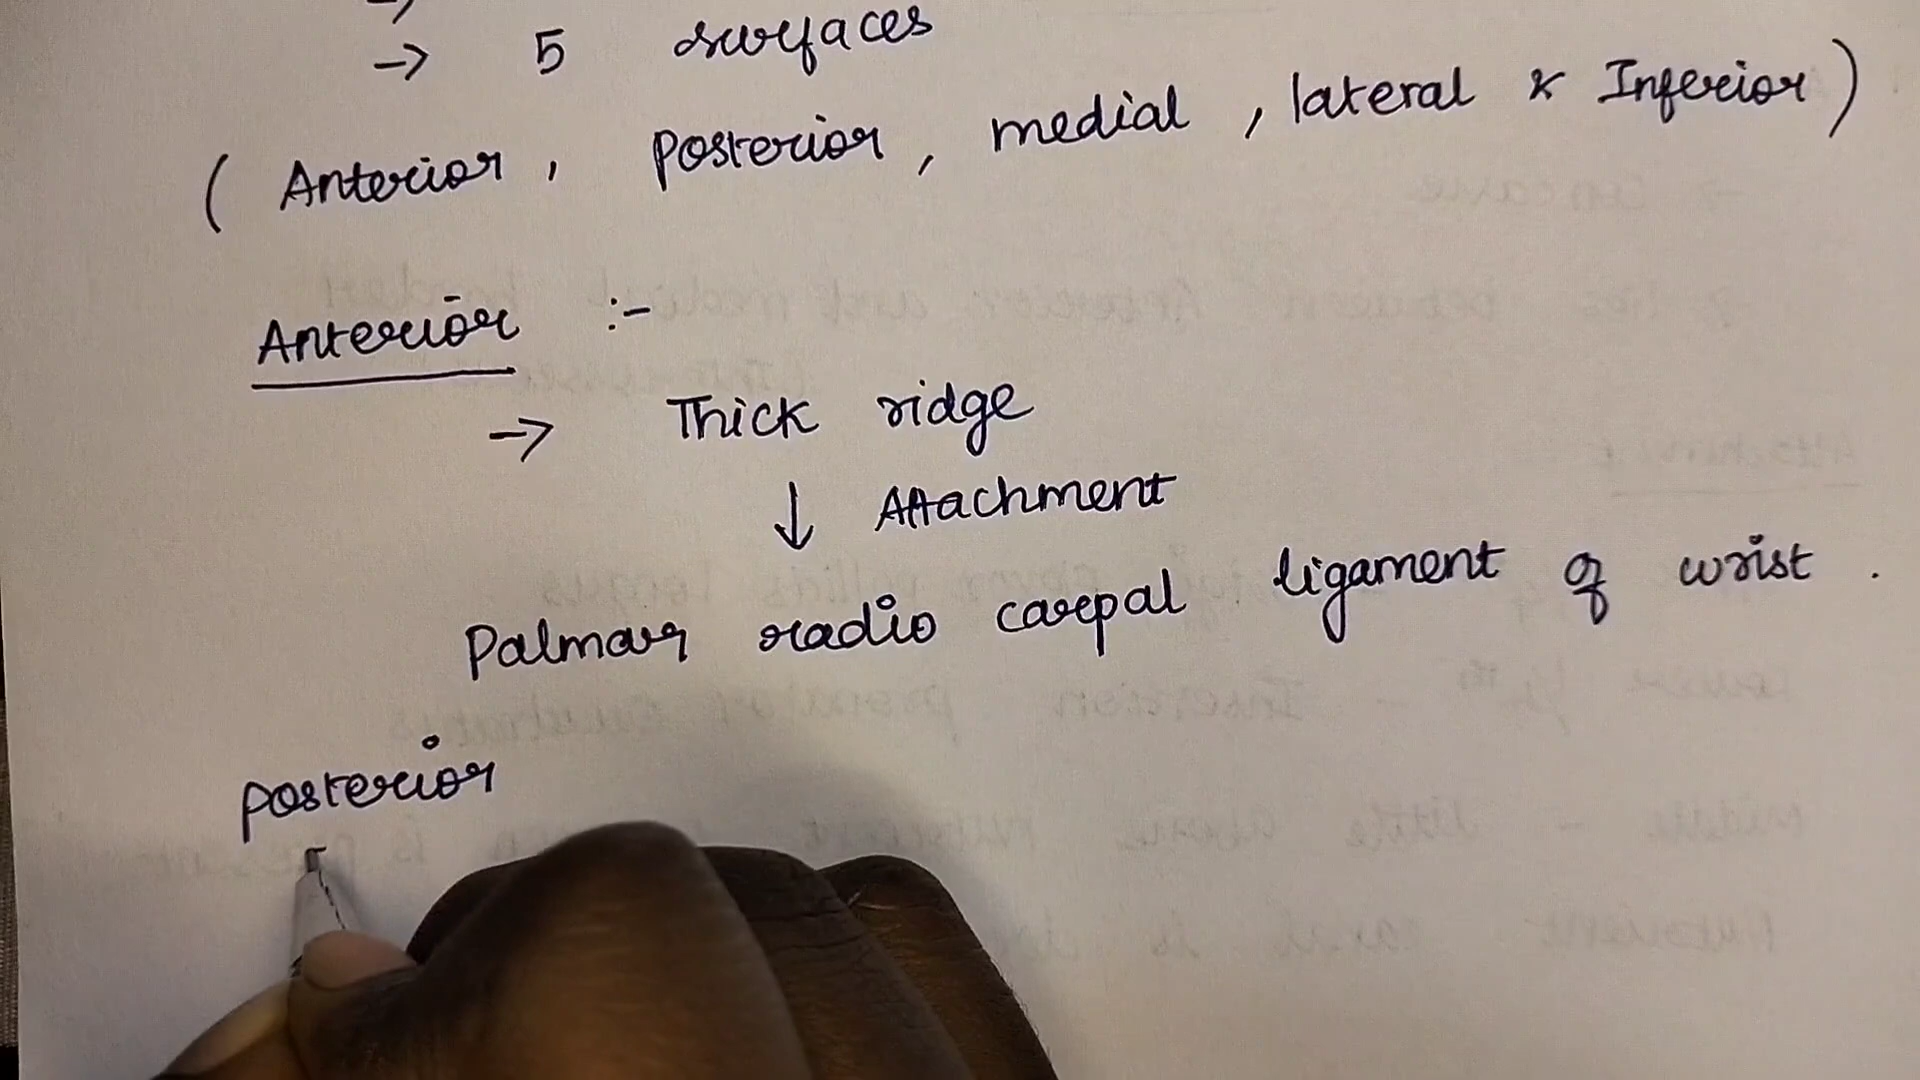 → 5 surfaces
( Anterior, Posterior, medial, lateral & Inferior)
Anterior :-
→ Thick ridge
↓ Attachment
Palmar radio carpal ligament of wrist.
Posterior